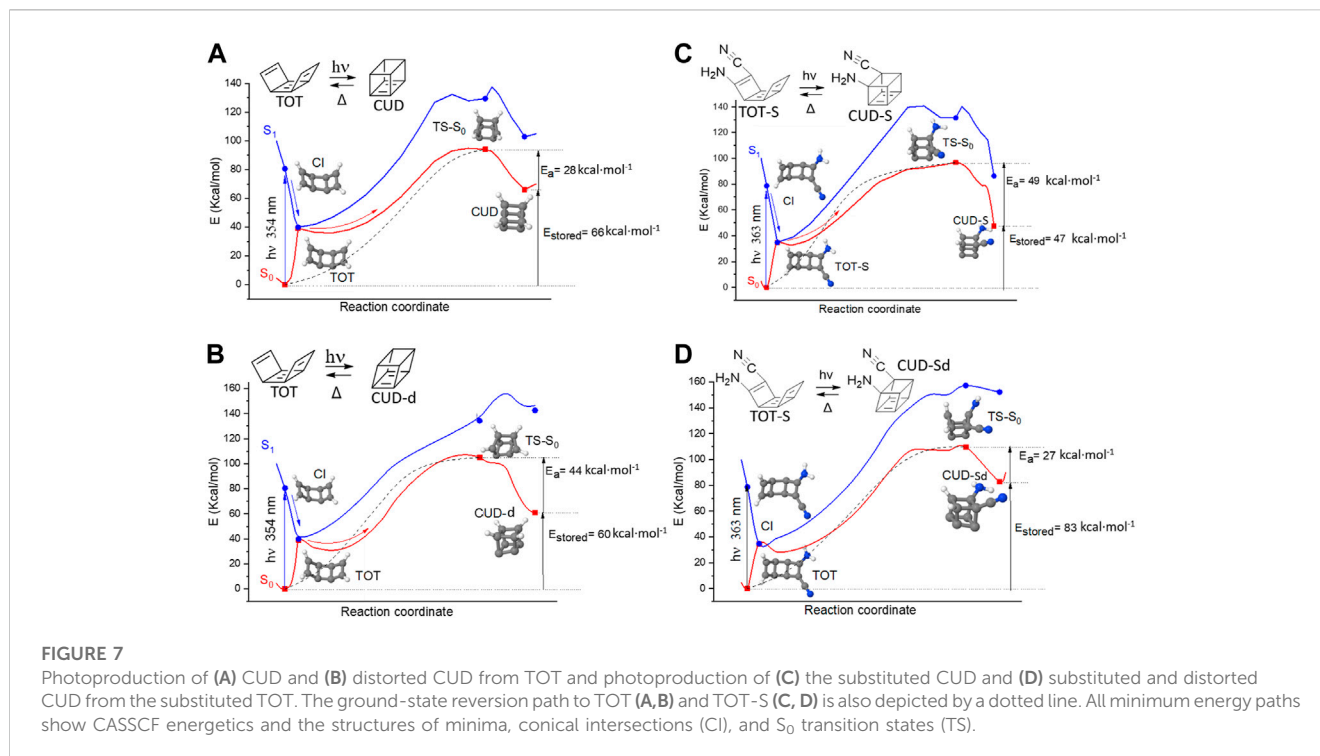 A
TOT
hν
Δ
CUD
E (Kcal/mol)
140
120
100
80
60
40
20
0
S₁
hν 354 nm
S₀
CI
TOT
TS-S₀
CUD
Eₐ = 28 kcal·mol⁻¹
E_stored = 66 kcal·mol⁻¹
Reaction coordinate
B
TOT
hν
Δ
CUD-d
E (Kcal/mol)
160
140
120
100
80
60
40
20
0
S₁
hν 354 nm
S₀
CI
TOT
TS-S₀
CUD-d
Eₐ = 44 kcal·mol⁻¹
E_stored = 60 kcal·mol⁻¹
Reaction coordinate
C
N
H₂N
TOT-S
hν
Δ
N
C
H₂N
CUD-S
E (Kcal/mol)
140
120
100
80
60
40
20
0
S₁
hν 363 nm
S₀
CI
TOT-S
TS-S₀
CUD-S
Eₐ = 49 kcal·mol⁻¹
E_stored = 47 kcal·mol⁻¹
Reaction coordinate
D
N
C
H₂N
TOT-S
hν
Δ
N
C
H₂N
CUD-Sd
E (Kcal/mol)
160
140
120
100
80
60
40
20
0
hν 363 nm
CI
TOT
TS-S₀
CUD-Sd
Eₐ = 27 kcal·mol⁻¹
E_stored = 83 kcal·mol⁻¹
Reaction coordinate
FIGURE 7
Photoproduction of (A) CUD and (B) distorted CUD from TOT and photoproduction of (C) the substituted CUD and (D) substituted and distorted
CUD from the substituted TOT. The ground-state reversion path to TOT (A,B) and TOT-S (C, D) is also depicted by a dotted line. All minimum energy paths
show CASSCF energetics and the structures of minima, conical intersections (CI), and S₀ transition states (TS).